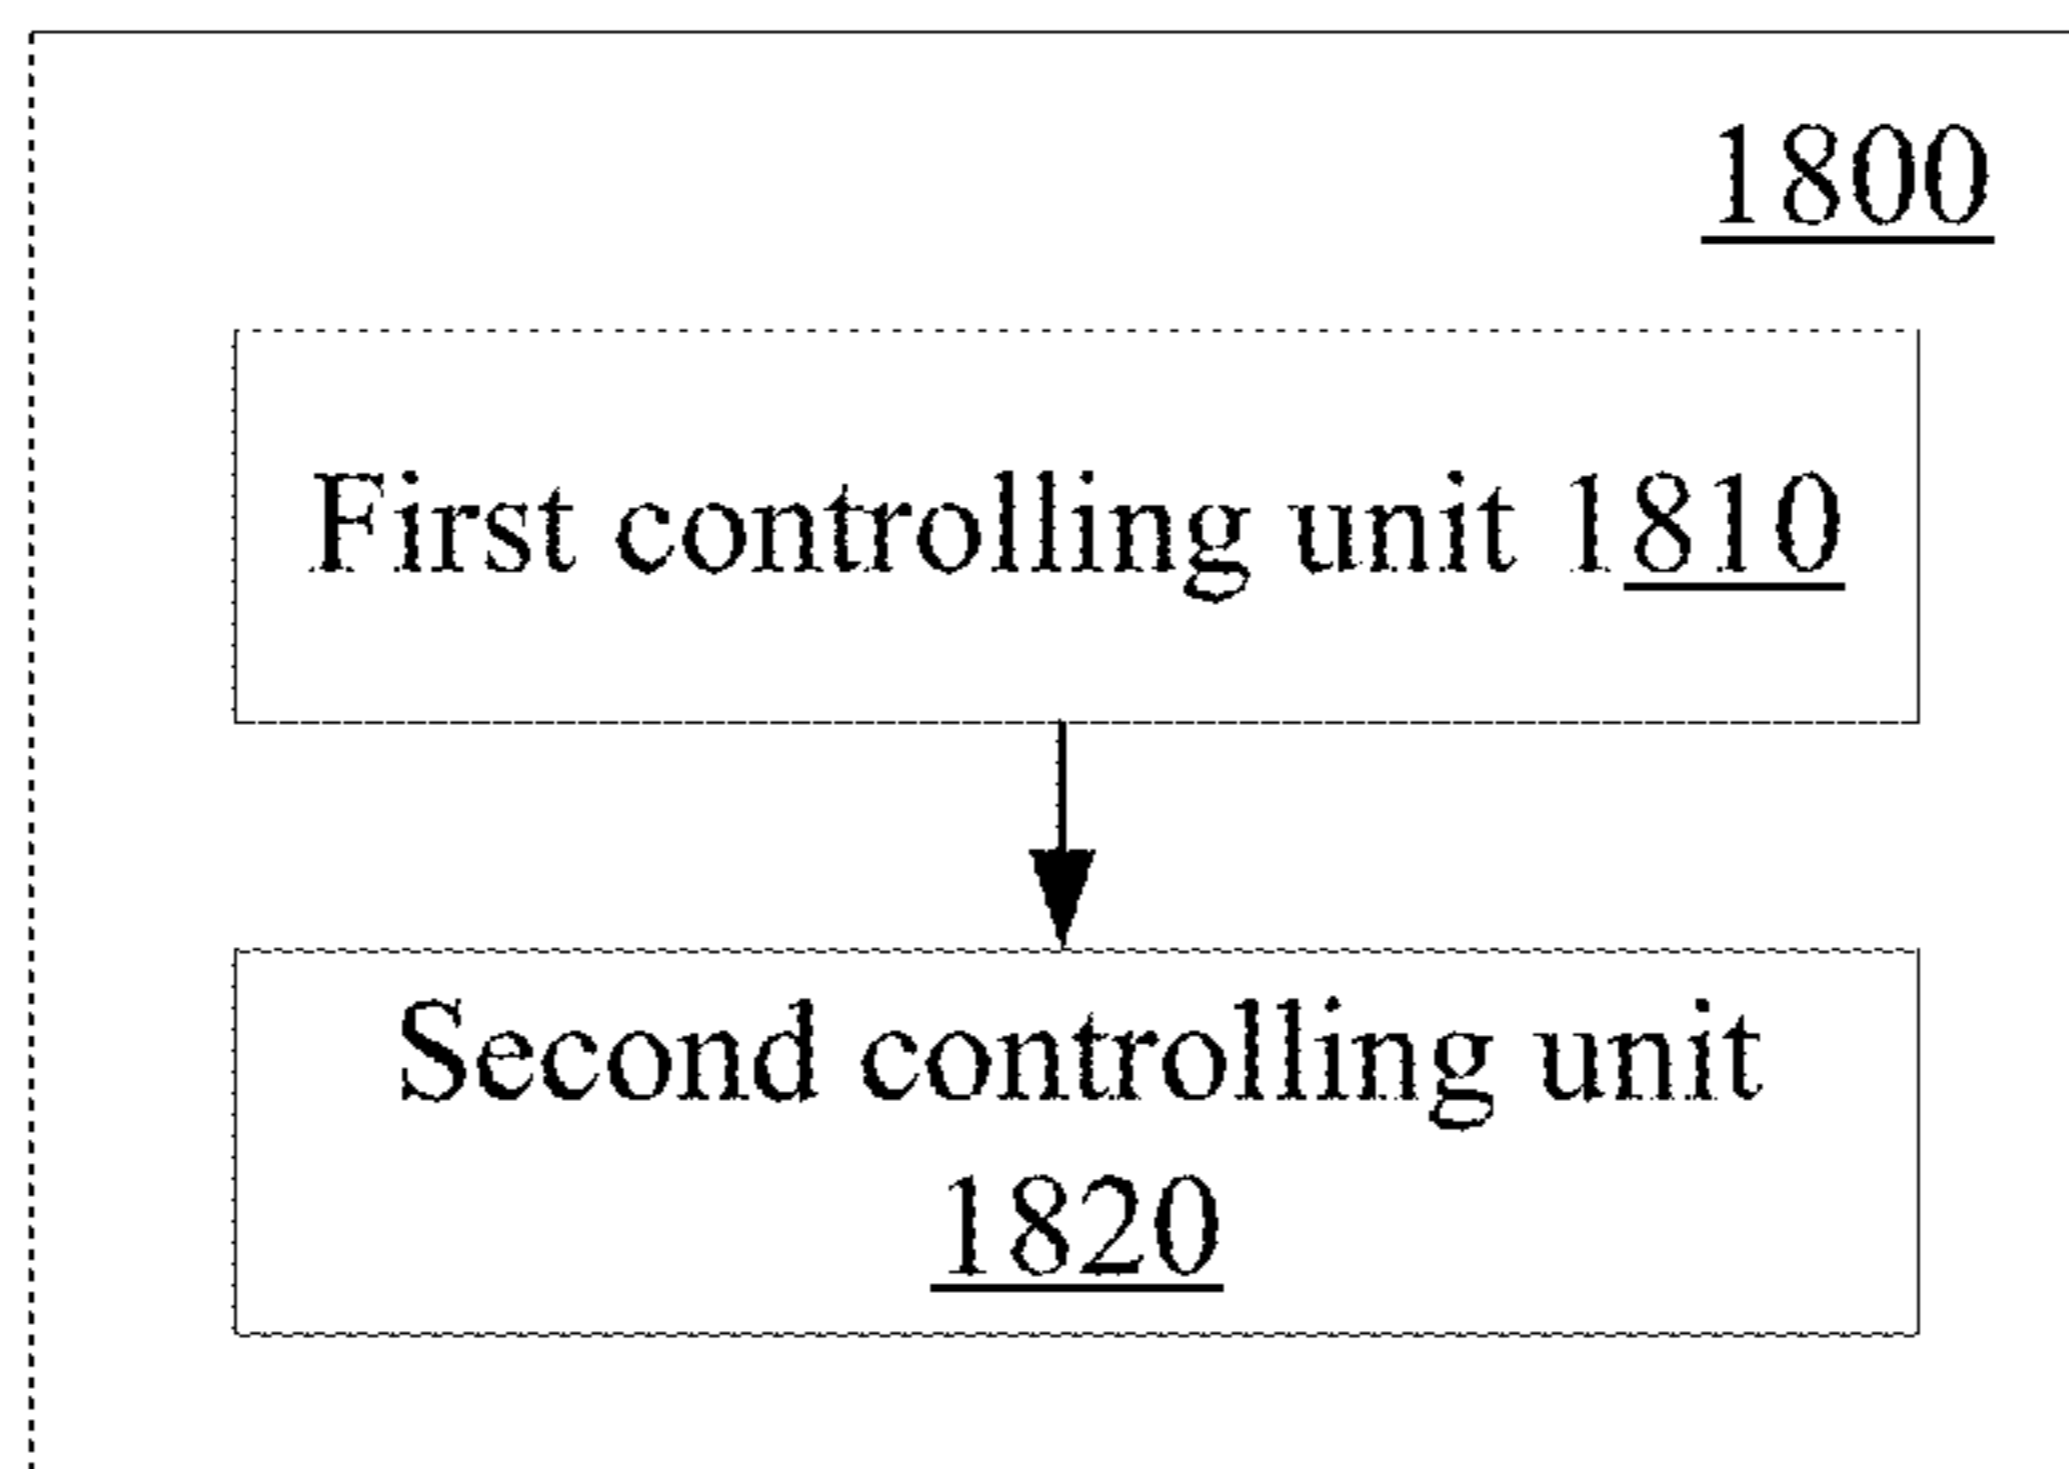 1800
First controlling unit 1810
Second controlling unit
1820